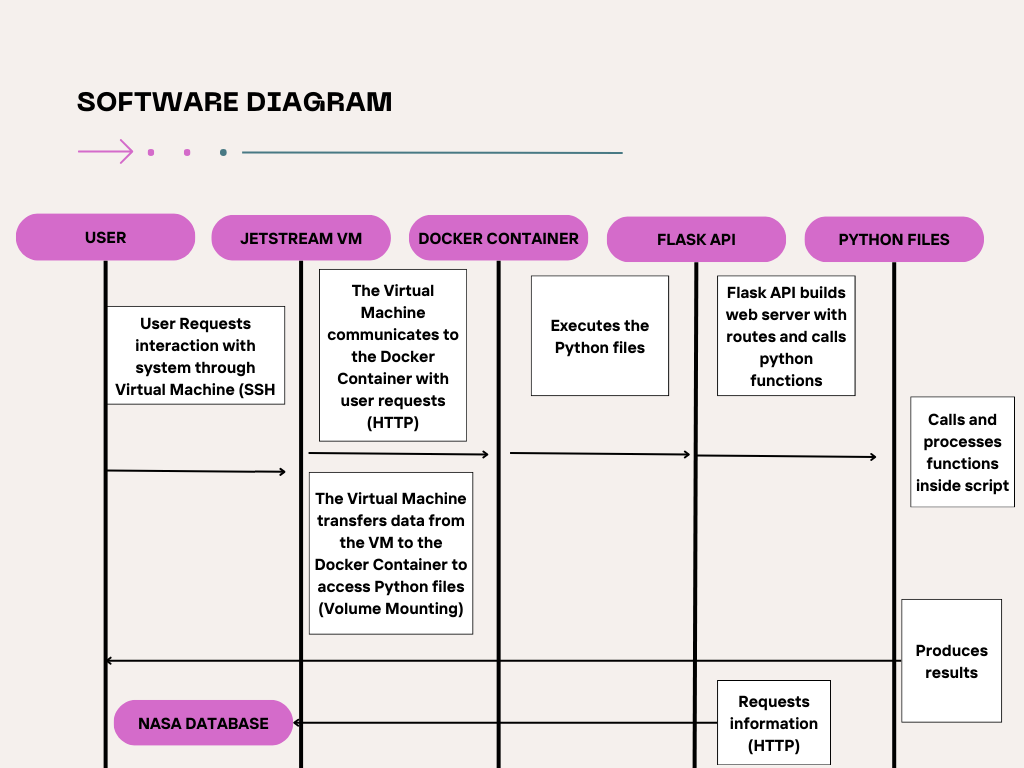 SOFTWARE DIAGRAM
USER
JETSTREAM VM
DOCKER CONTAINER
FLASK API
PYTHON FILES
User Requests
interaction with
system through
Virtual Machine (SSH
The Virtual
Machine
communicates to
the Docker
Container with
user requests
(HTTP)
Executes the
Python files
Flask API builds
web server with
routes and calls
python
functions
Calls and
processes
functions
inside script
The Virtual Machine
transfers data from
the VM to the
Docker Container to
access Python files
(Volume Mounting)
Produces
results
NASA DATABASE
Requests
information
(HTTP)